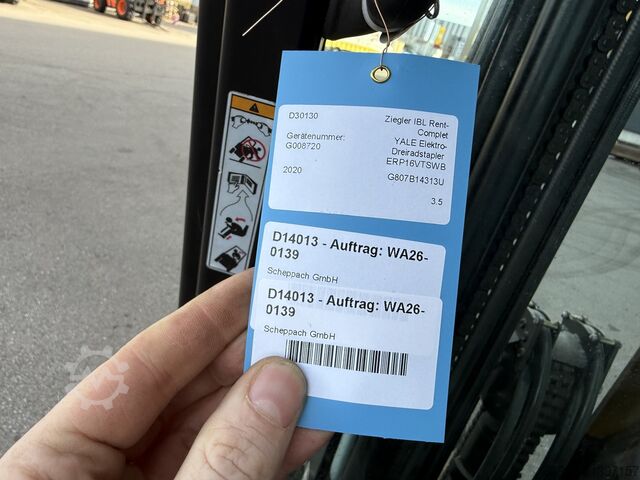 D30130 Ziegler IBL Rent-
Complet
Gerätenummer: YALE Elektro-
G008720 Dreiradstapler
ERP16VTSWB
2020 G807B14313U
3.5
D14013 - Auftrag: WA26-
0139
Scheppach GmbH
D14013 - Auftrag: WA26-
0139
Scheppach GmbH